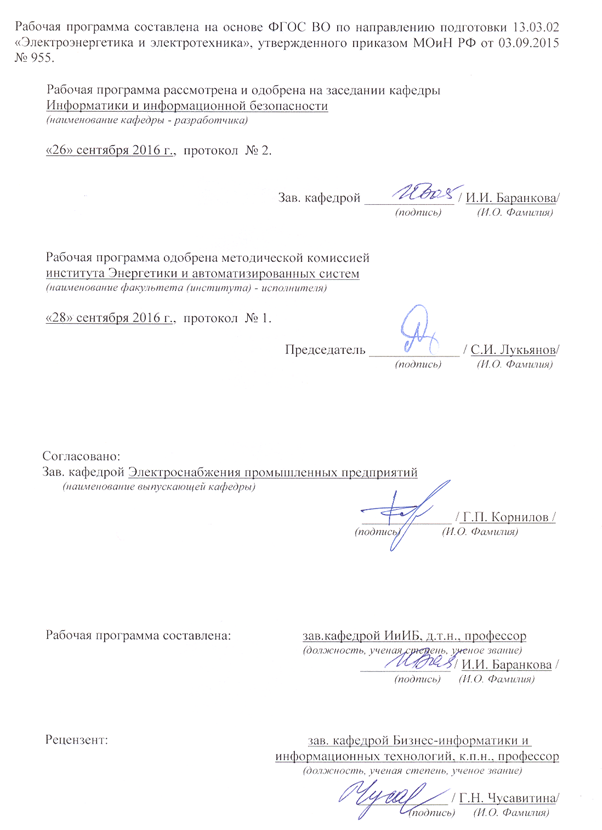 Рабочая программа составлена на основе ФГОС ВО по направлению подготовки 13.03.02
«Электроэнергетика и электротехника», утвержденного приказом МОиН РФ от 03.09.2015
№ 955.
Рабочая программа рассмотрена и одобрена на заседании кафедры
Информатики и информационной безопасности
(наименование кафедры - разработчика)
«26» сентября 2016 г., протокол № 2.
Зав. кафедрой _____________ / И.И. Баранкова/
(подпись) (И.О. Фамилия)
Рабочая программа одобрена методической комиссией
института Энергетики и автоматизированных систем
(наименование факультета (института) - исполнителя)
«28» сентября 2016 г., протокол № 1.
Председатель _____________ / С.И. Лукьянов/
(подпись) (И.О. Фамилия)
Согласовано:
Зав. кафедрой Электроснабжения промышленных предприятий
(наименование выпускающей кафедры)
_____________ / Г.П. Корнилов /
(подпись) (И.О. Фамилия)
Рабочая программа составлена: зав.кафедрой ИиИБ, д.т.н., профессор
(должность, ученая степень, ученое звание)
_____________ / И.И. Баранкова /
(подпись) (И.О. Фамилия)
Рецензент: зав. кафедрой Бизнес-информатики и
информационных технологий, к.п.н., профессор
(должность, ученая степень, ученое звание)
_____________ / Г.Н. Чусавитина/
(подпись) (И.О. Фамилия)